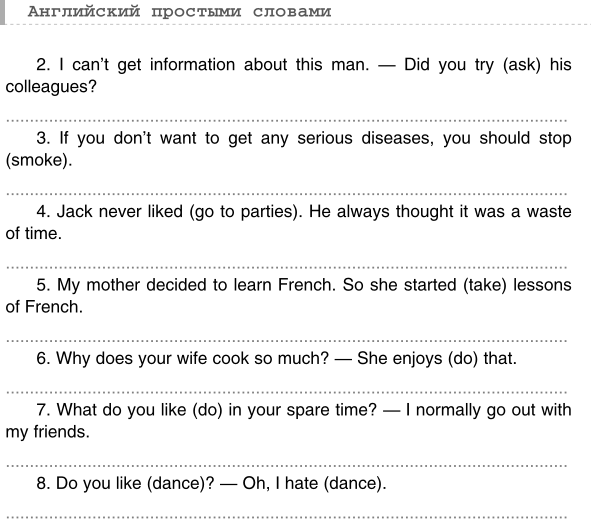 Английский простыми словами
2. I can’t get information about this man. — Did you try (ask) his
colleagues?
3. If you don’t want to get any serious diseases, you should stop
(smoke).
4. Jack never liked (go to parties). He always thought it was a waste
of time.
5. My mother decided to learn French. So she started (take) lessons
of French.
6. Why does your wife cook so much? — She enjoys (do) that.
7. What do you like (do) in your spare time? — I normally go out with
my friends.
8. Do you like (dance)? — Oh, I hate (dance).